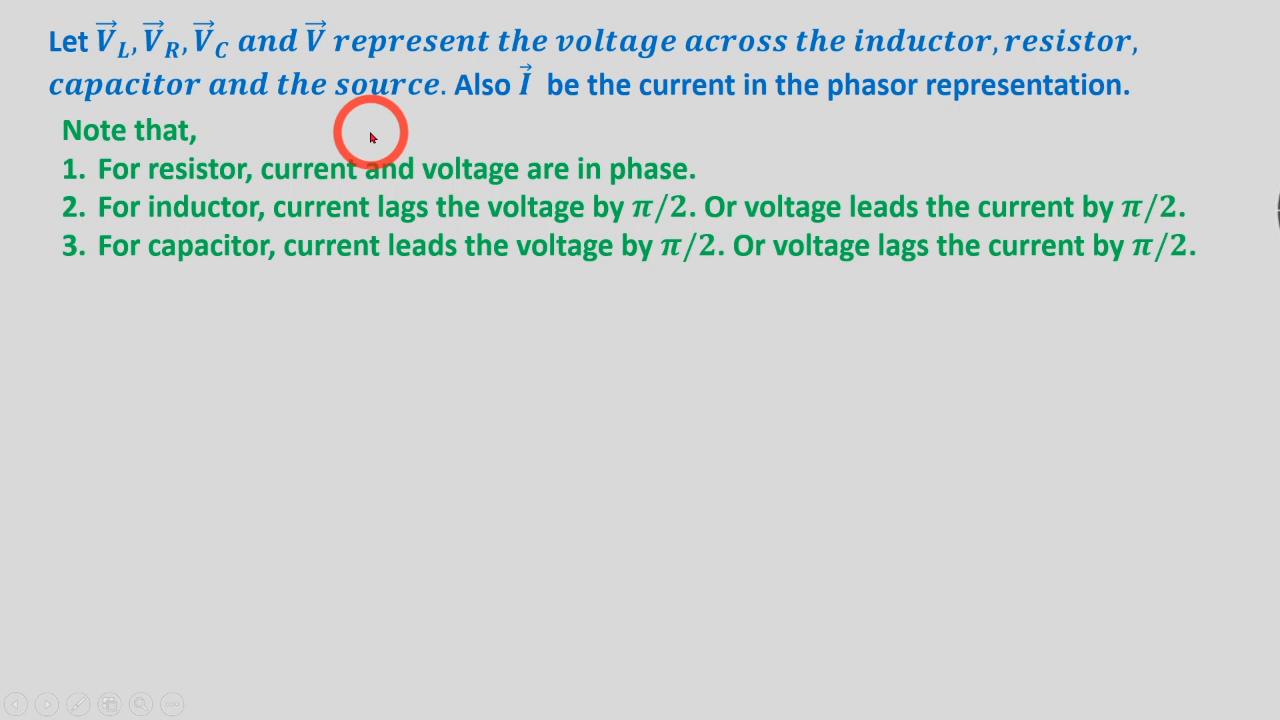 Let V⃗_L, V⃗_R, V⃗_C and V⃗ represent the voltage across the inductor, resistor,
capacitor and the source. Also I⃗ be the current in the phasor representation.
Note that,
1. For resistor, current and voltage are in phase.
2. For inductor, current lags the voltage by π/2. Or voltage leads the current by π/2.
3. For capacitor, current leads the voltage by π/2. Or voltage lags the current by π/2.